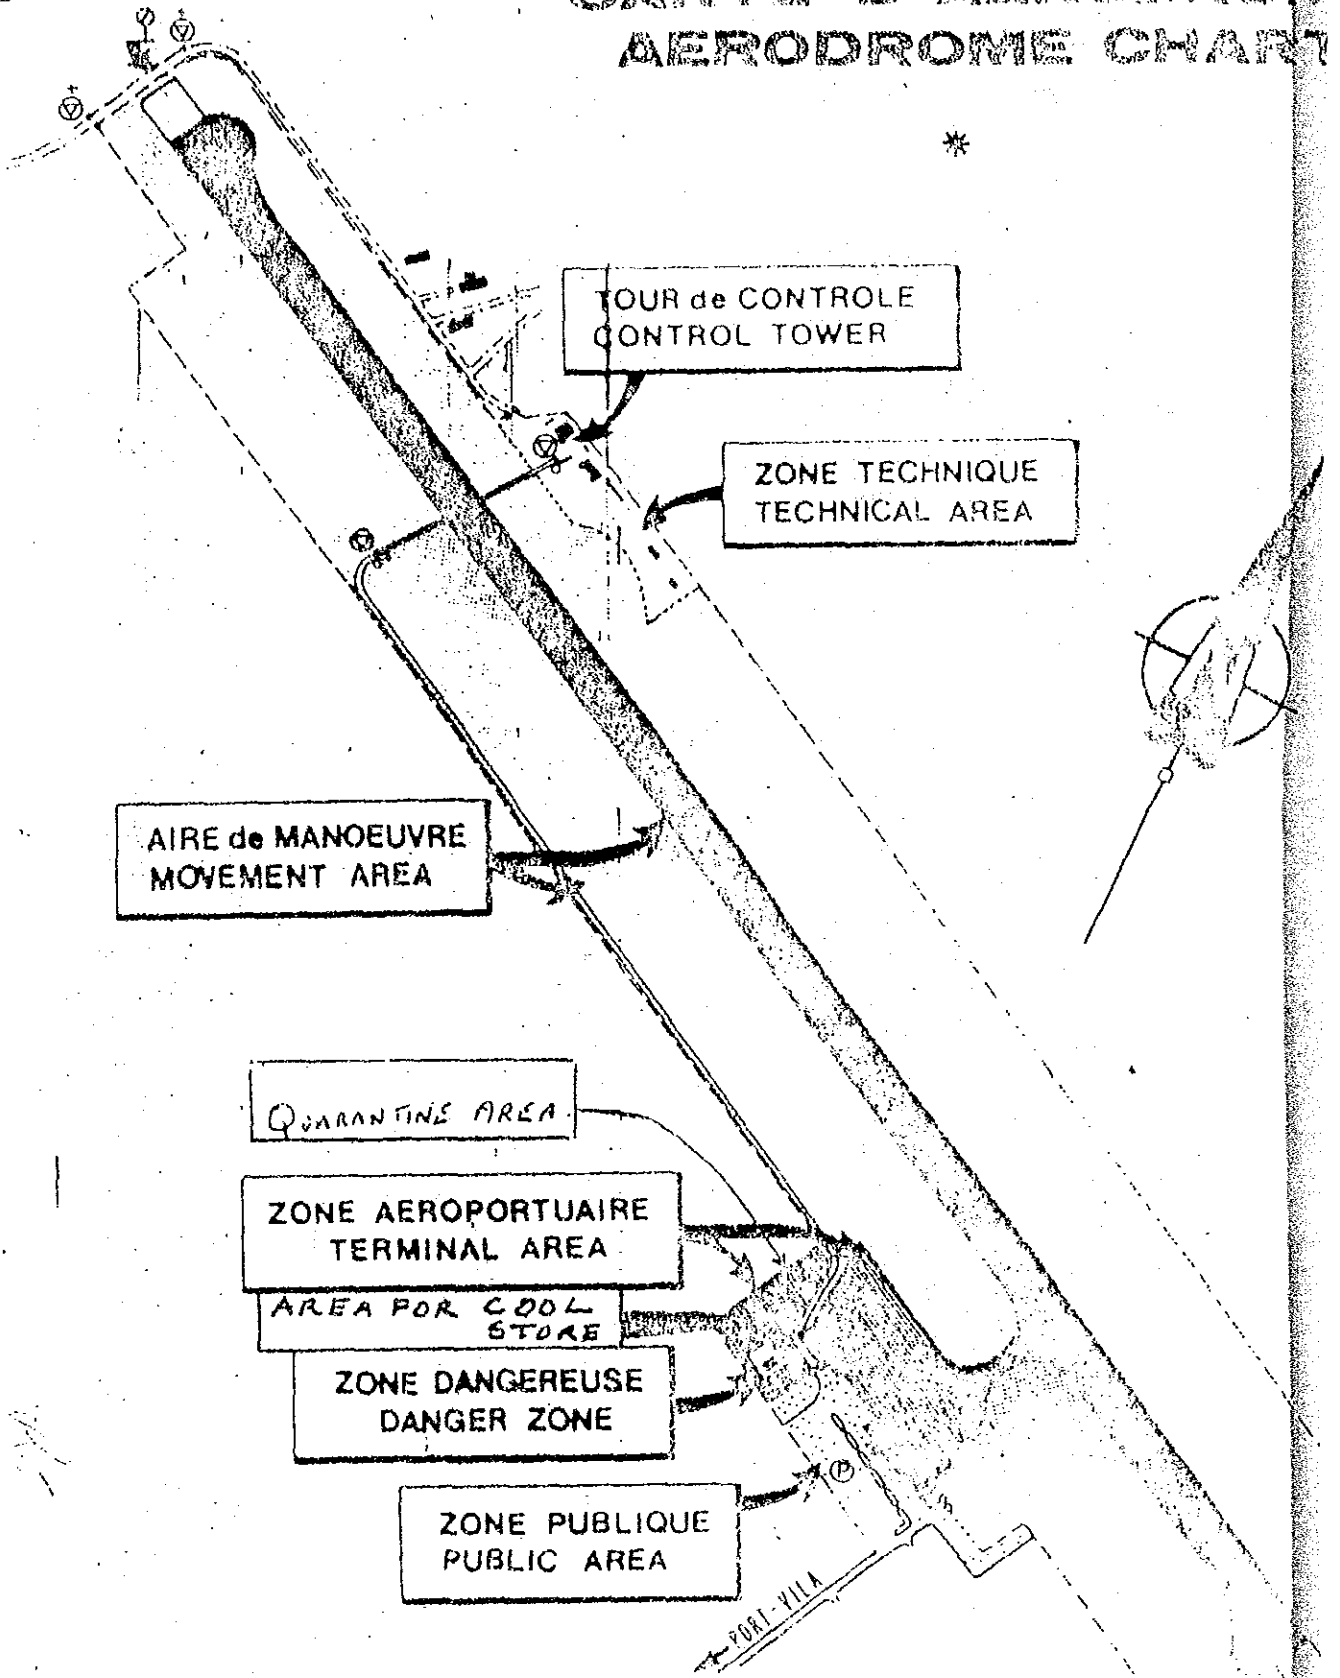 AERODROME CHART
TOUR de CONTROLE
CONTROL TOWER
ZONE TECHNIQUE
TECHNICAL AREA
AIRE de MANOEUVRE
MOVEMENT AREA
QUARANTINE AREA
ZONE AEROPORTUAIRE
TERMINAL AREA
AREA FOR COOL
STORE
ZONE DANGEREUSE
DANGER ZONE
P
ZONE PUBLIQUE
PUBLIC AREA
PORT-VILA